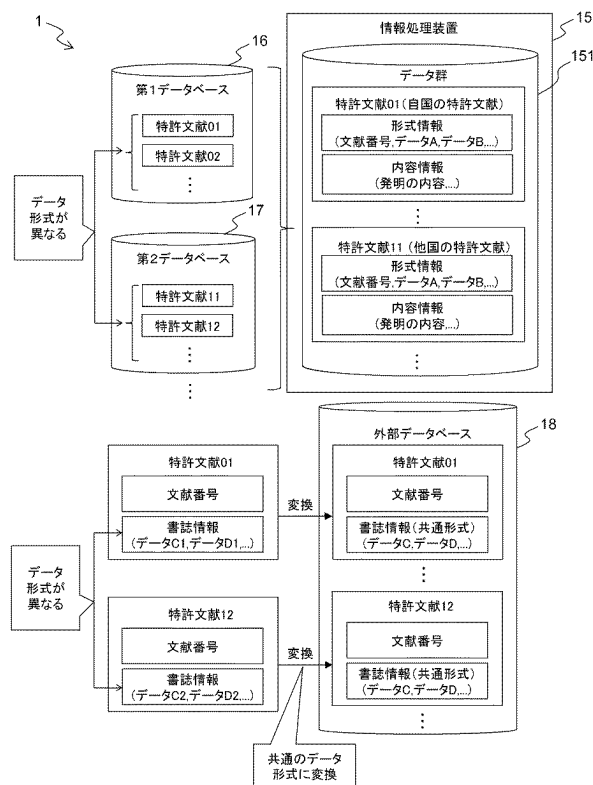 1
16
第1データベース
特許文献01
特許文献02
⋮
データ
形式が
異なる
17
第2データベース
特許文献11
特許文献12
⋮
⋮
15
情報処理装置
151
データ群
特許文献01(自国の特許文献)
形式情報
(文献番号,データA,データB,...)
内容情報
(発明の内容....)
⋮
特許文献11(他国の特許文献)
形式情報
(文献番号,データA,データB,...)
内容情報
(発明の内容....)
⋮
特許文献01
文献番号
書誌情報
(データC1,データD1,...)
データ
形式が
異なる
特許文献12
文献番号
書誌情報
(データC2,データD2,...)
変換
変換
共通のデータ
形式に変換
18
外部データベース
特許文献01
文献番号
書誌情報(共通形式)
(データC,データD,...)
⋮
特許文献12
文献番号
書誌情報(共通形式)
(データC,データD,...)
⋮